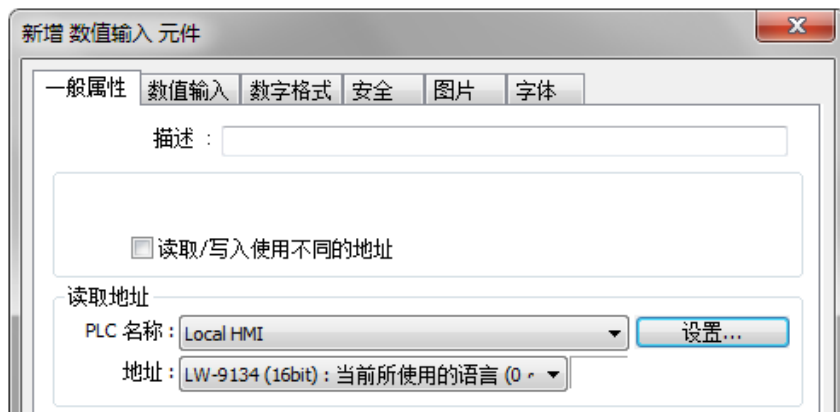 新增 数值输入 元件
一般属性 数值输入 数字格式 安全 图片 字体
描述 :
读取/写入使用不同的地址
读取地址
PLC 名称 : Local HMI 设置...
地址 : LW-9134 (16bit) : 当前所使用的语言 (0